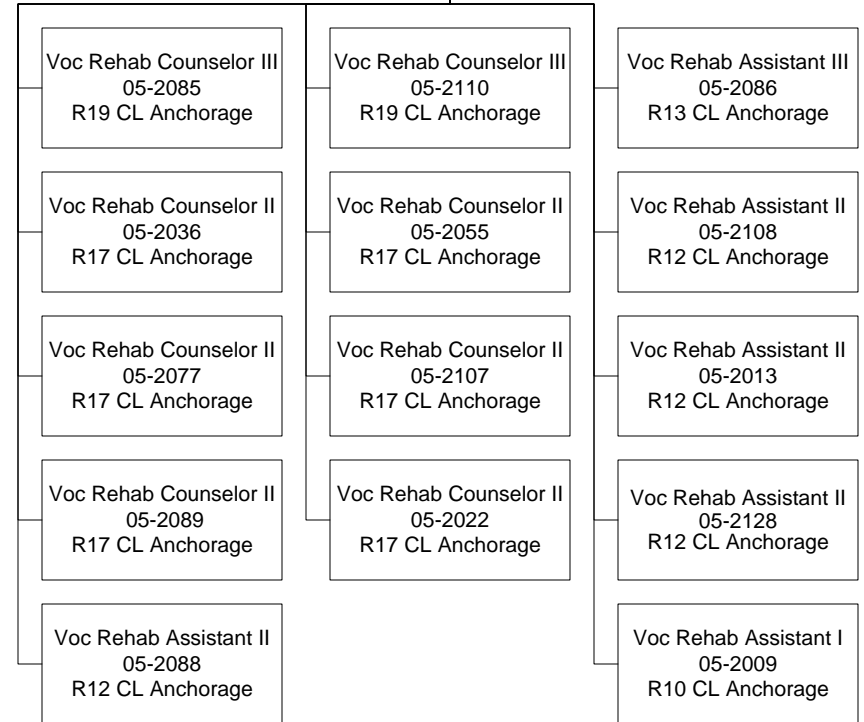 Voc Rehab Counselor III
05-2085
R19 CL Anchorage
Voc Rehab Counselor II
05-2036
R17 CL Anchorage
Voc Rehab Counselor II
05-2077
R17 CL Anchorage
Voc Rehab Counselor II
05-2089
R17 CL Anchorage
Voc Rehab Assistant II
05-2088
R12 CL Anchorage
Voc Rehab Counselor III
05-2110
R19 CL Anchorage
Voc Rehab Counselor II
05-2055
R17 CL Anchorage
Voc Rehab Counselor II
05-2107
R17 CL Anchorage
Voc Rehab Counselor II
05-2022
R17 CL Anchorage
Voc Rehab Assistant III
05-2086
R13 CL Anchorage
Voc Rehab Assistant II
05-2108
R12 CL Anchorage
Voc Rehab Assistant II
05-2013
R12 CL Anchorage
Voc Rehab Assistant II
05-2128
R12 CL Anchorage
Voc Rehab Assistant I
05-2009
R10 CL Anchorage